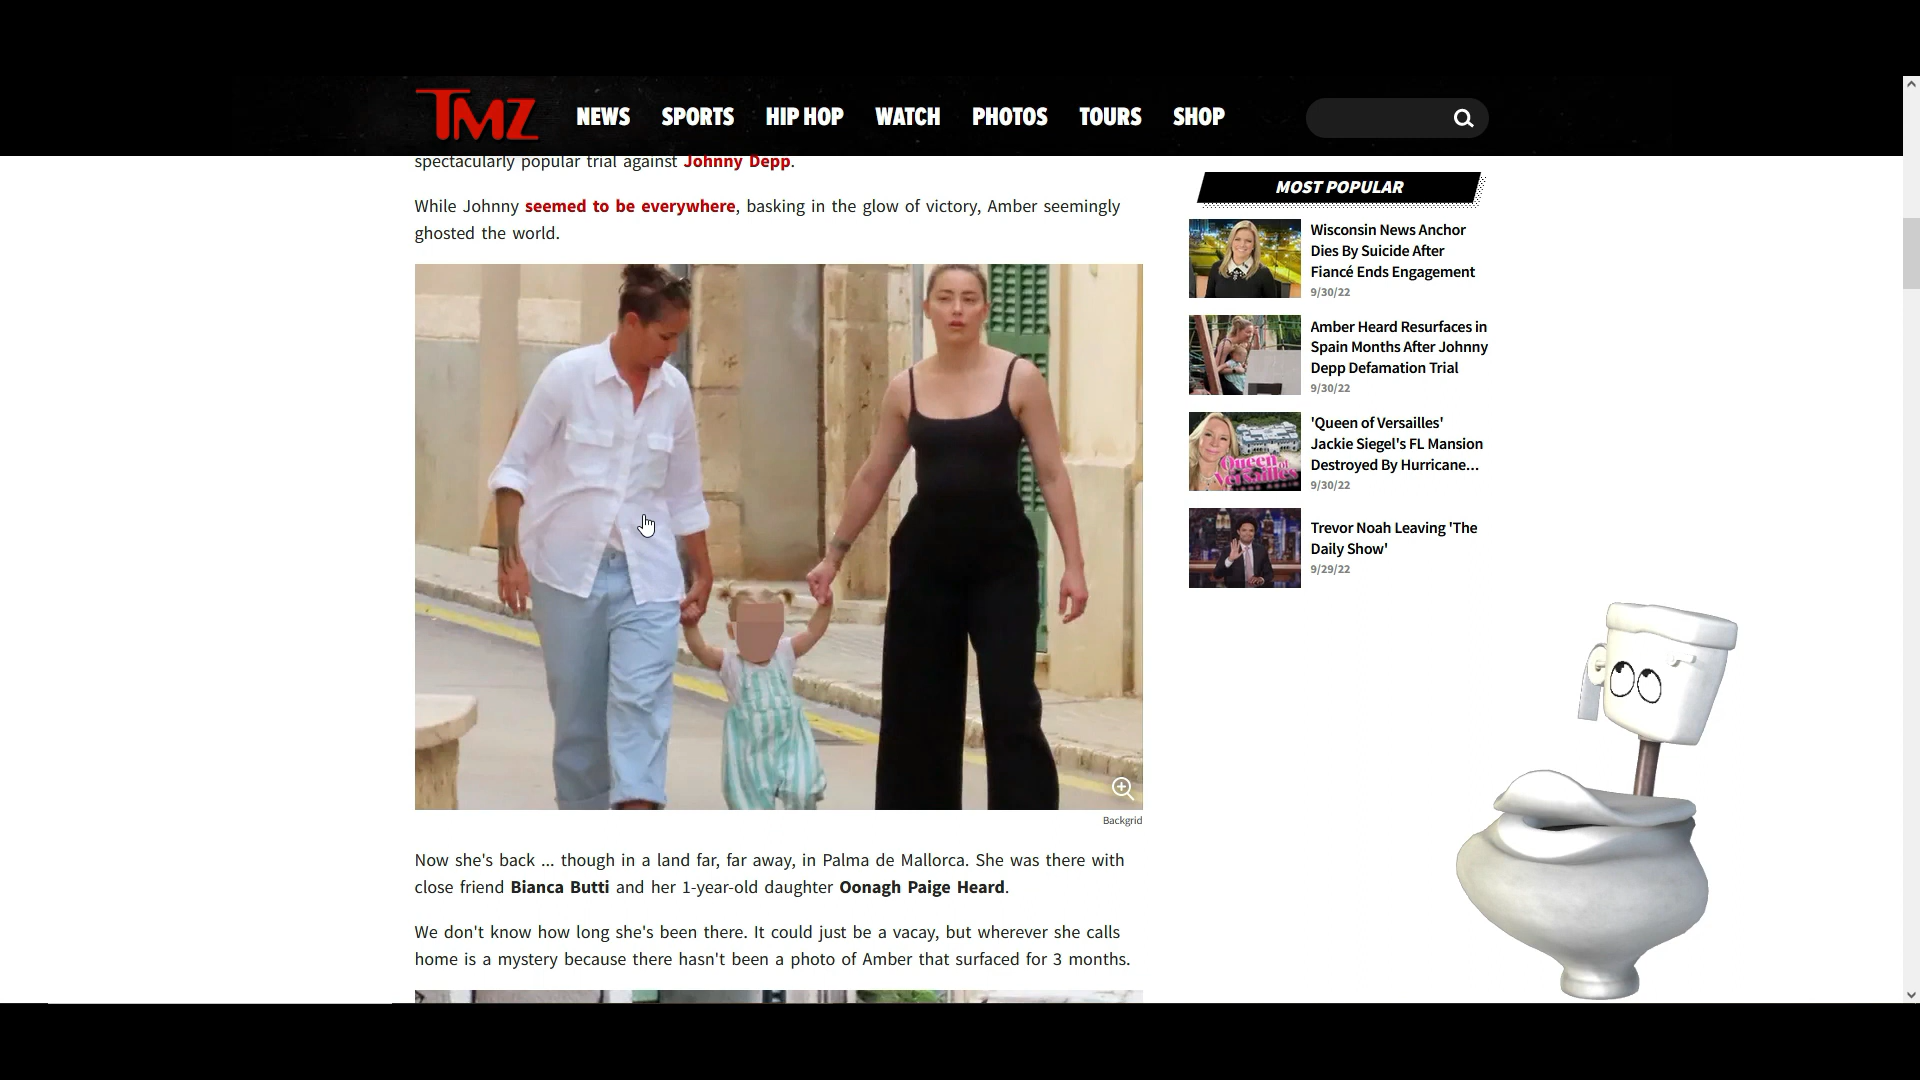 TMZ
NEWS SPORTS HIP HOP WATCH PHOTOS TOURS SHOP
spectacularly popular trial against Johnny Depp.
While Johnny seemed to be everywhere, basking in the glow of victory, Amber seemingly
ghosted the world.
Backgrid
Now she's back ... though in a land far, far away, in Palma de Mallorca. She was there with
close friend Bianca Butti and her 1-year-old daughter Oonagh Paige Heard.
We don't know how long she's been there. It could just be a vacay, but wherever she calls
home is a mystery because there hasn't been a photo of Amber that surfaced for 3 months.
MOST POPULAR
Wisconsin News Anchor
Dies By Suicide After
Fiancé Ends Engagement
9/30/22
Amber Heard Resurfaces in
Spain Months After Johnny
Depp Defamation Trial
9/30/22
Queen of
Versailles
'Queen of Versailles'
Jackie Siegel's FL Mansion
Destroyed By Hurricane...
9/30/22
Trevor Noah Leaving 'The
Daily Show'
9/29/22